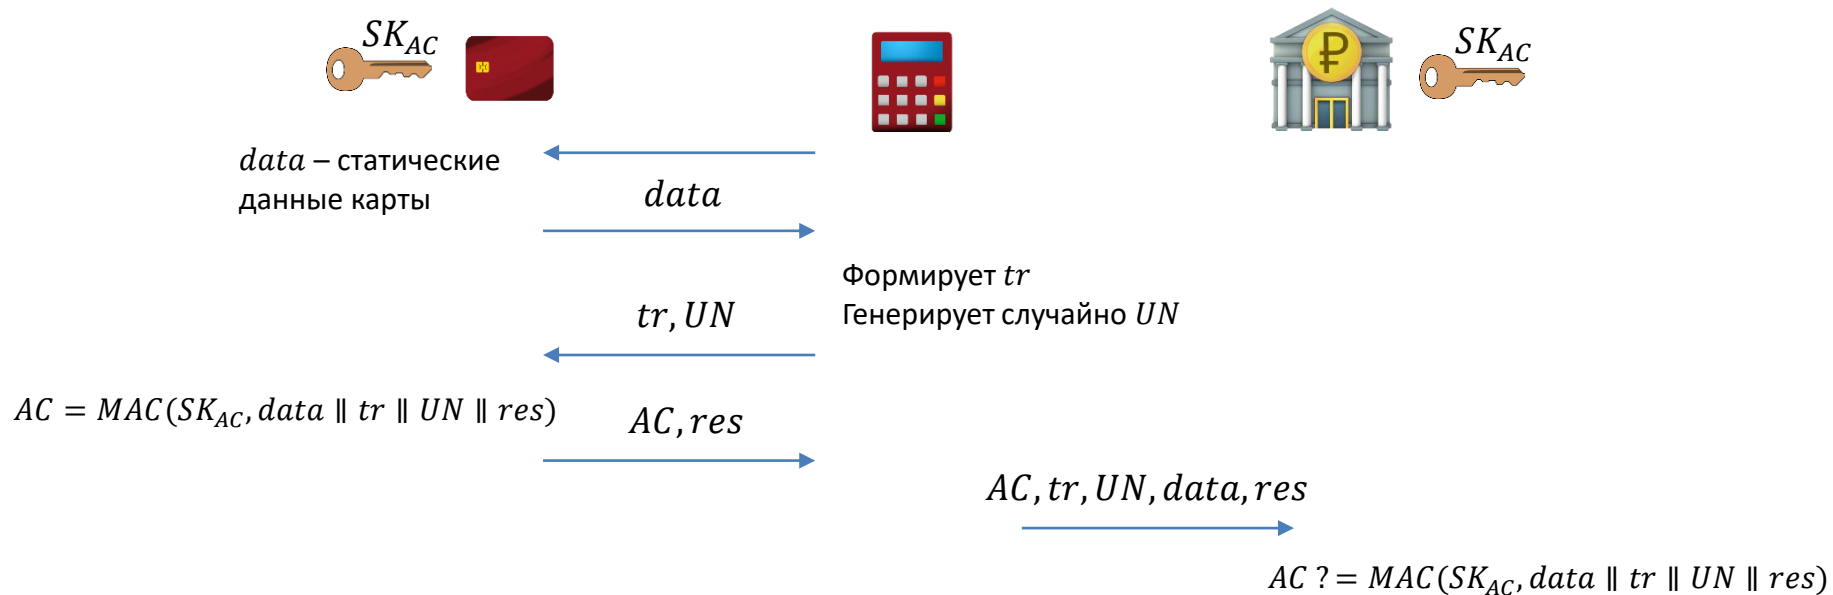 SK_AC
SK_AC
data – статические
данные карты
data
Формирует tr
Генерирует случайно UN
tr, UN
AC = MAC(SK_AC, data ∥ tr ∥ UN ∥ res)
AC, res
AC, tr, UN, data, res
AC ? = MAC(SK_AC, data ∥ tr ∥ UN ∥ res)